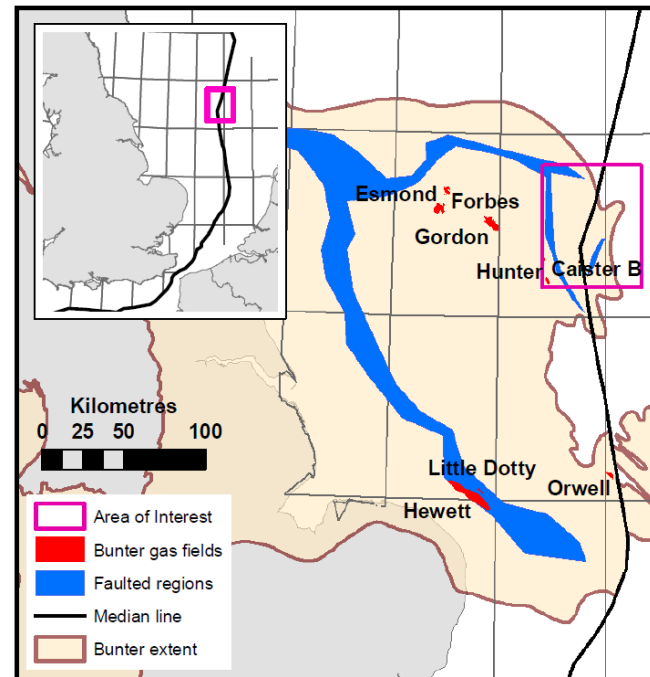 Esmond
Forbes
Gordon
Hunter
Caister B
Kilometres
0 25 50 100
Little Dotty
Orwell
Hewett
Area of Interest
Bunter gas fields
Faulted regions
Median line
Bunter extent